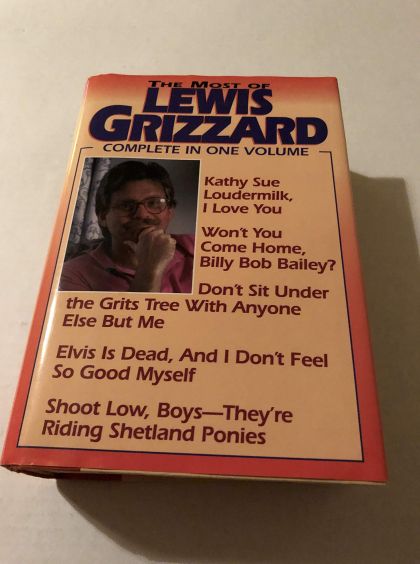 THE MOST OF
LEWIS
GRIZZARD
COMPLETE IN ONE VOLUME
Kathy Sue
Loudermilk,
I Love You
Won't You
Come Home,
Billy Bob Bailey?
Don't Sit Under
the Grits Tree With Anyone
Else But Me
Elvis Is Dead, And I Don't Feel
So Good Myself
Shoot Low, Boys—They're
Riding Shetland Ponies